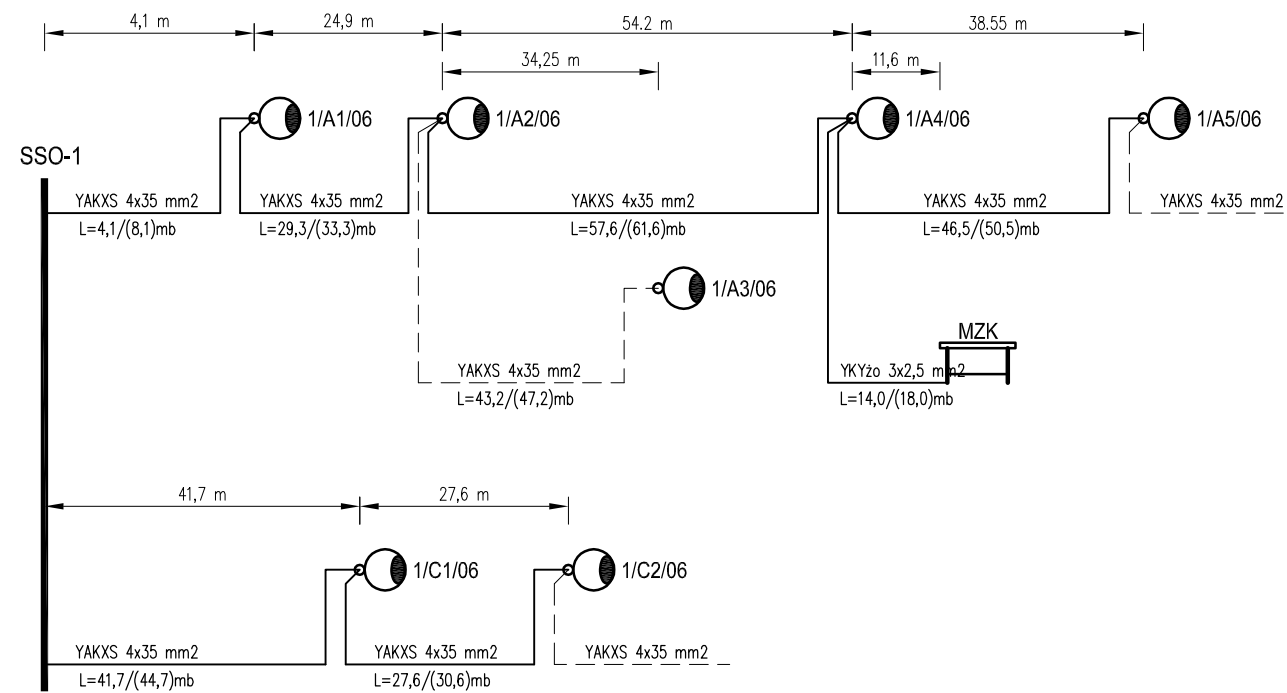 4,1 m
24,9 m
54.2 m
38.55 m
34,25 m
11,6 m
1/A1/06
1/A2/06
1/A4/06
1/A5/06
SSO-1
YAKXS 4x35 mm2
YAKXS 4x35 mm2
YAKXS 4x35 mm2
YAKXS 4x35 mm2
YAKXS 4x35 mm2
L=4,1/(8,1)mb
L=29,3/(33,3)mb
L=57,6/(61,6)mb
L=46,5/(50,5)mb
1/A3/06
MZK
YAKXS 4x35 mm2
YKYżo 3x2,5 mm2
L=43,2/(47,2)mb
L=14,0/(18,0)mb
41,7 m
27,6 m
1/C1/06
1/C2/06
YAKXS 4x35 mm2
YAKXS 4x35 mm2
YAKXS 4x35 mm2
L=41,7/(44,7)mb
L=27,6/(30,6)mb